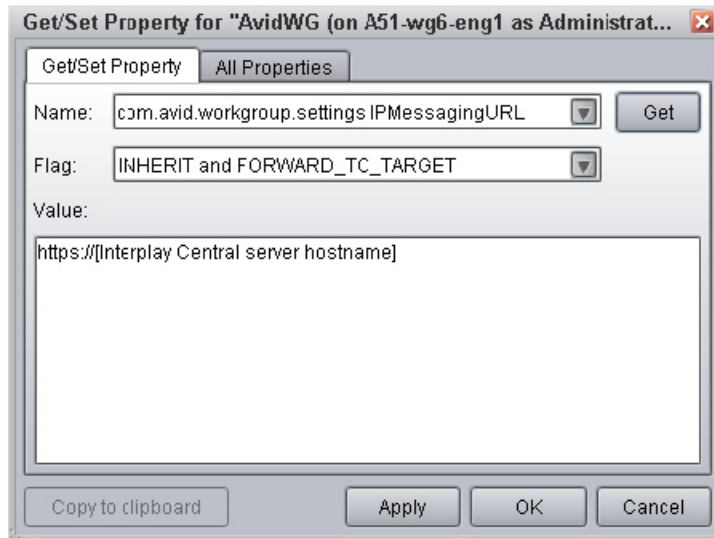 Get/Set Property for "AvidWG (on A51-wg6-eng1 as Administrat...
Get/Set Property All Properties
Name: com.avid.workgroup.settings IPMessagingURL Get
Flag: INHERIT and FORWARD_TO_TARGET
Value:
https://[Interplay Central server hostname]
Copy to clipboard Apply OK Cancel